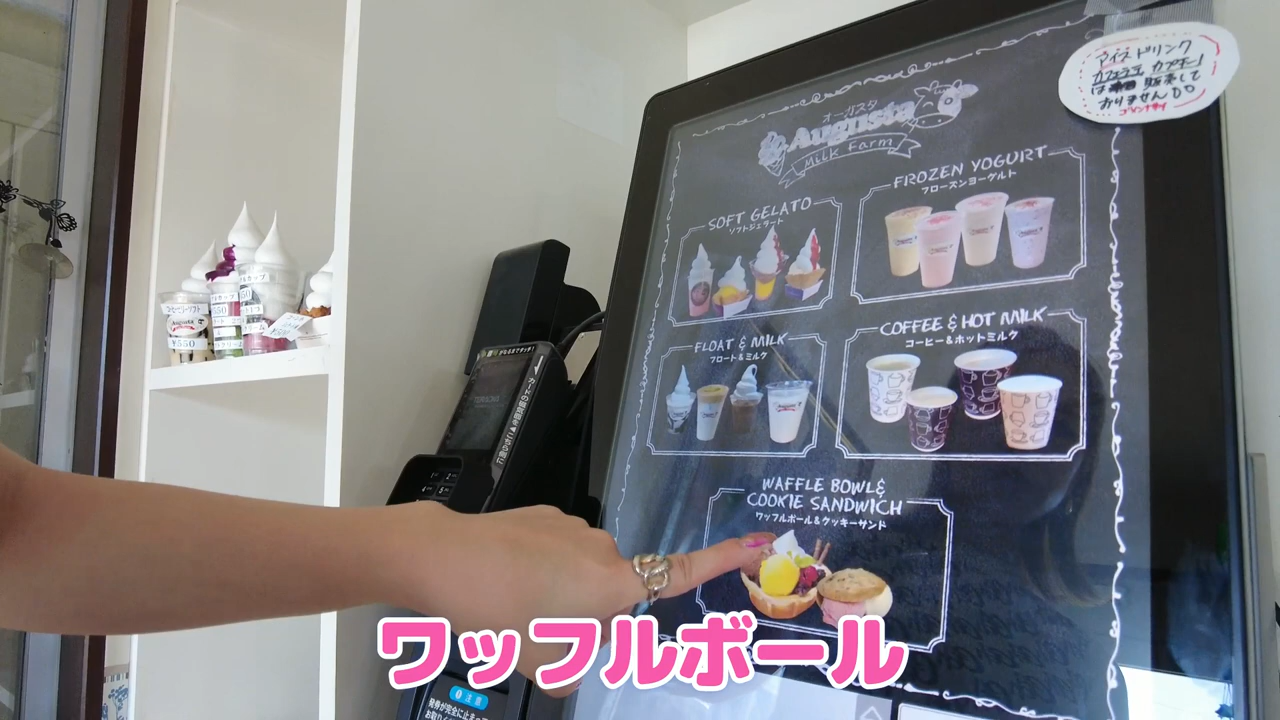 アイスドリンク
カフェラテ カプチーノ
は 販売して
おりません
オーガスタ
Augusta
Milk Farm
SOFT GELATO
ソフトジェラート
FROZEN YOGURT
フローズンヨーグルト
FLOAT & MILK
フロート&ミルク
COFFEE & HOT MILK
コーヒー&ホットミルク
WAFFLE BOWL &
COOKIE SANDWICH
ワッフルボール&クッキーサンド
¥550
注意
ワッフルボール